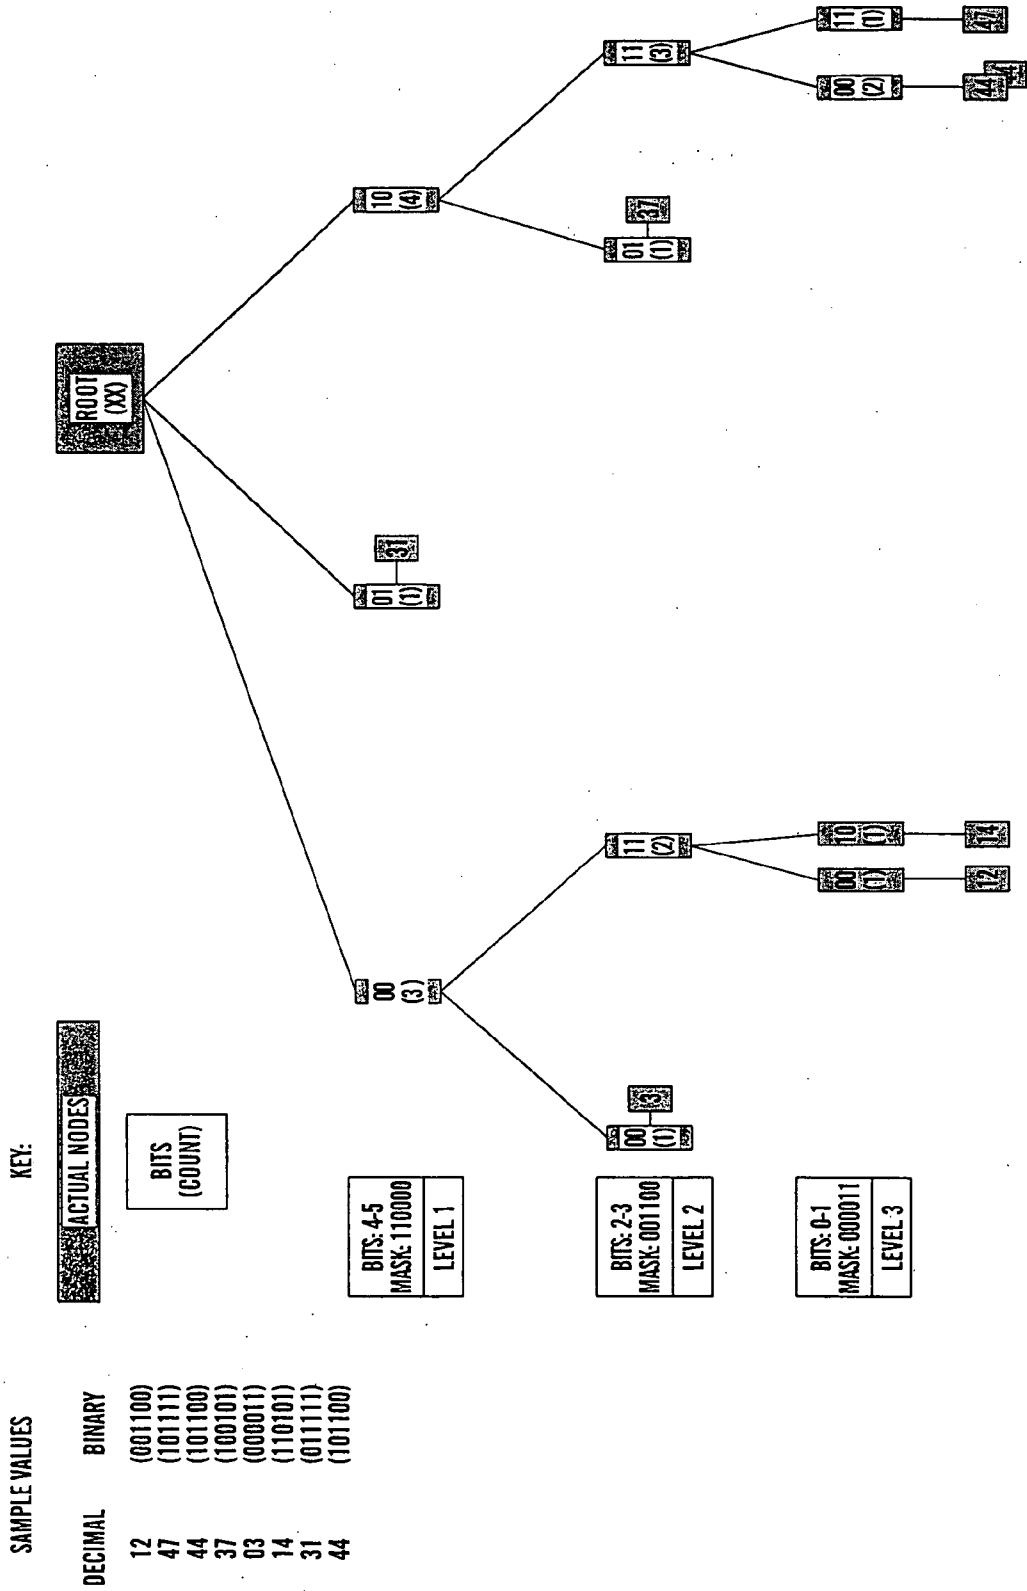 SAMPLE VALUES
DECIMAL BINARY
12 (001100)
47 (101111)
44 (101100)
37 (100101)
03 (000011)
14 (110101)
31 (011111)
44 (101100)
KEY:
ACTUAL NODES
BITS
(COUNT)
ROOT
(XX)
BITS: 4-5
MASK: 110000
LEVEL 1
00
(3)
01
(1)
31
10
(4)
BITS: 2-3
MASK: 001100
LEVEL 2
00
(1)
3
11
(2)
01
(1)
37
11
(3)
BITS: 0-1
MASK: 000011
LEVEL 3
00
(1)
10
(1)
00
(2)
11
(1)
12
14
44
44
47